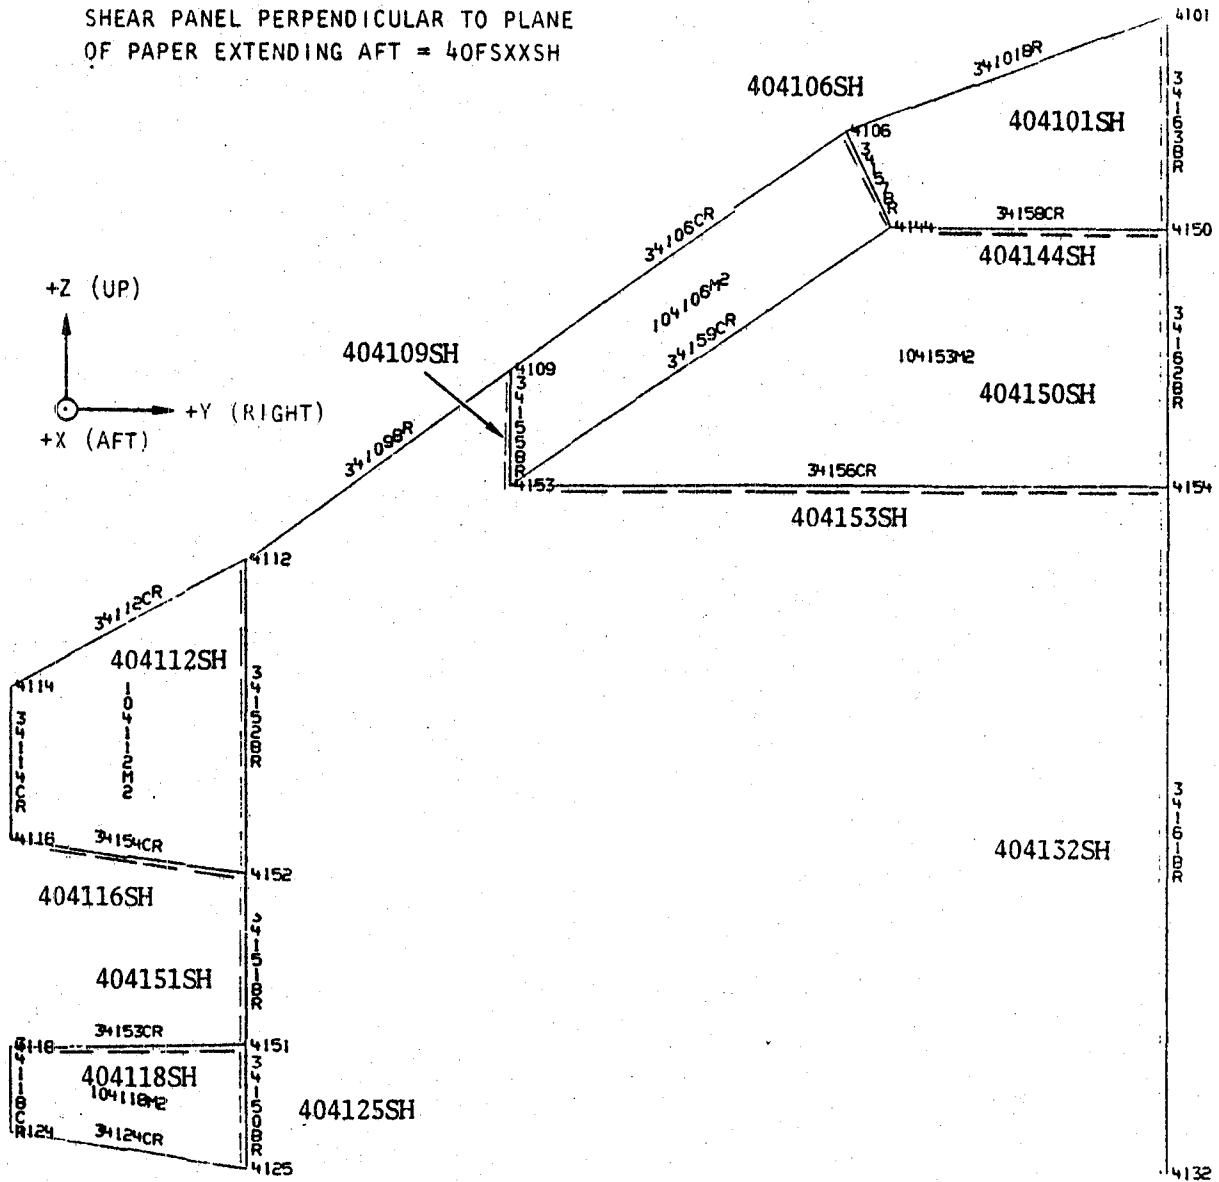 SHEAR PANEL PERPENDICULAR TO PLANE
OF PAPER EXTENDING AFT = 40FSXXSH
4101
34101BR
404106SH
34163BR
404101SH
4106
34157BR
34158CR
4144
4150
404144SH
34106CR
+Z (UP)
104106M2
34159CR
404109SH
34162BR
104153M2
4109
404150SH
+Y (RIGHT)
+X (AFT)
34155BR
34109BR
34156CR
4153
4154
404153SH
4112
34112CR
404112SH
4114
34152BR
104112M2
34114CR
34161BR
4116
34154CR
404132SH
4152
404116SH
34151BR
404151SH
34153CR
4118
4151
404118SH
34118CR
104118M2
34150BR
404125SH
4124
34124CR
4125
4132